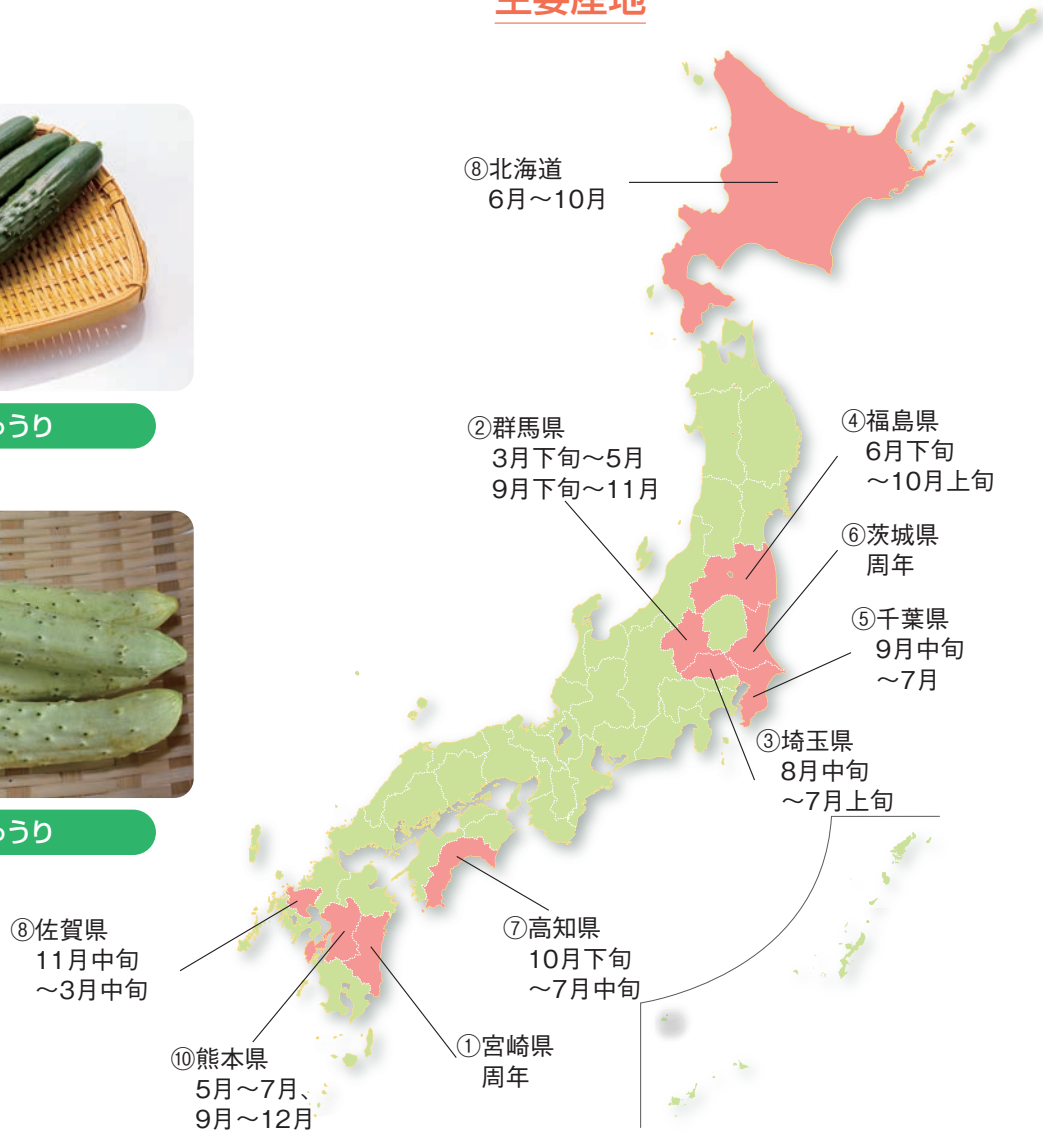 主要産地
⑧北海道
6月～10月
②群馬県
3月下旬～5月
9月下旬～11月
④福島県
6月下旬
～10月上旬
⑥茨城県
周年
⑤千葉県
9月中旬
～7月
③埼玉県
8月中旬
～7月上旬
うり
うり
⑧佐賀県
11月中旬
～3月中旬
⑦高知県
10月下旬
～7月中旬
①宮崎県
周年
⑩熊本県
5月～7月、
9月～12月